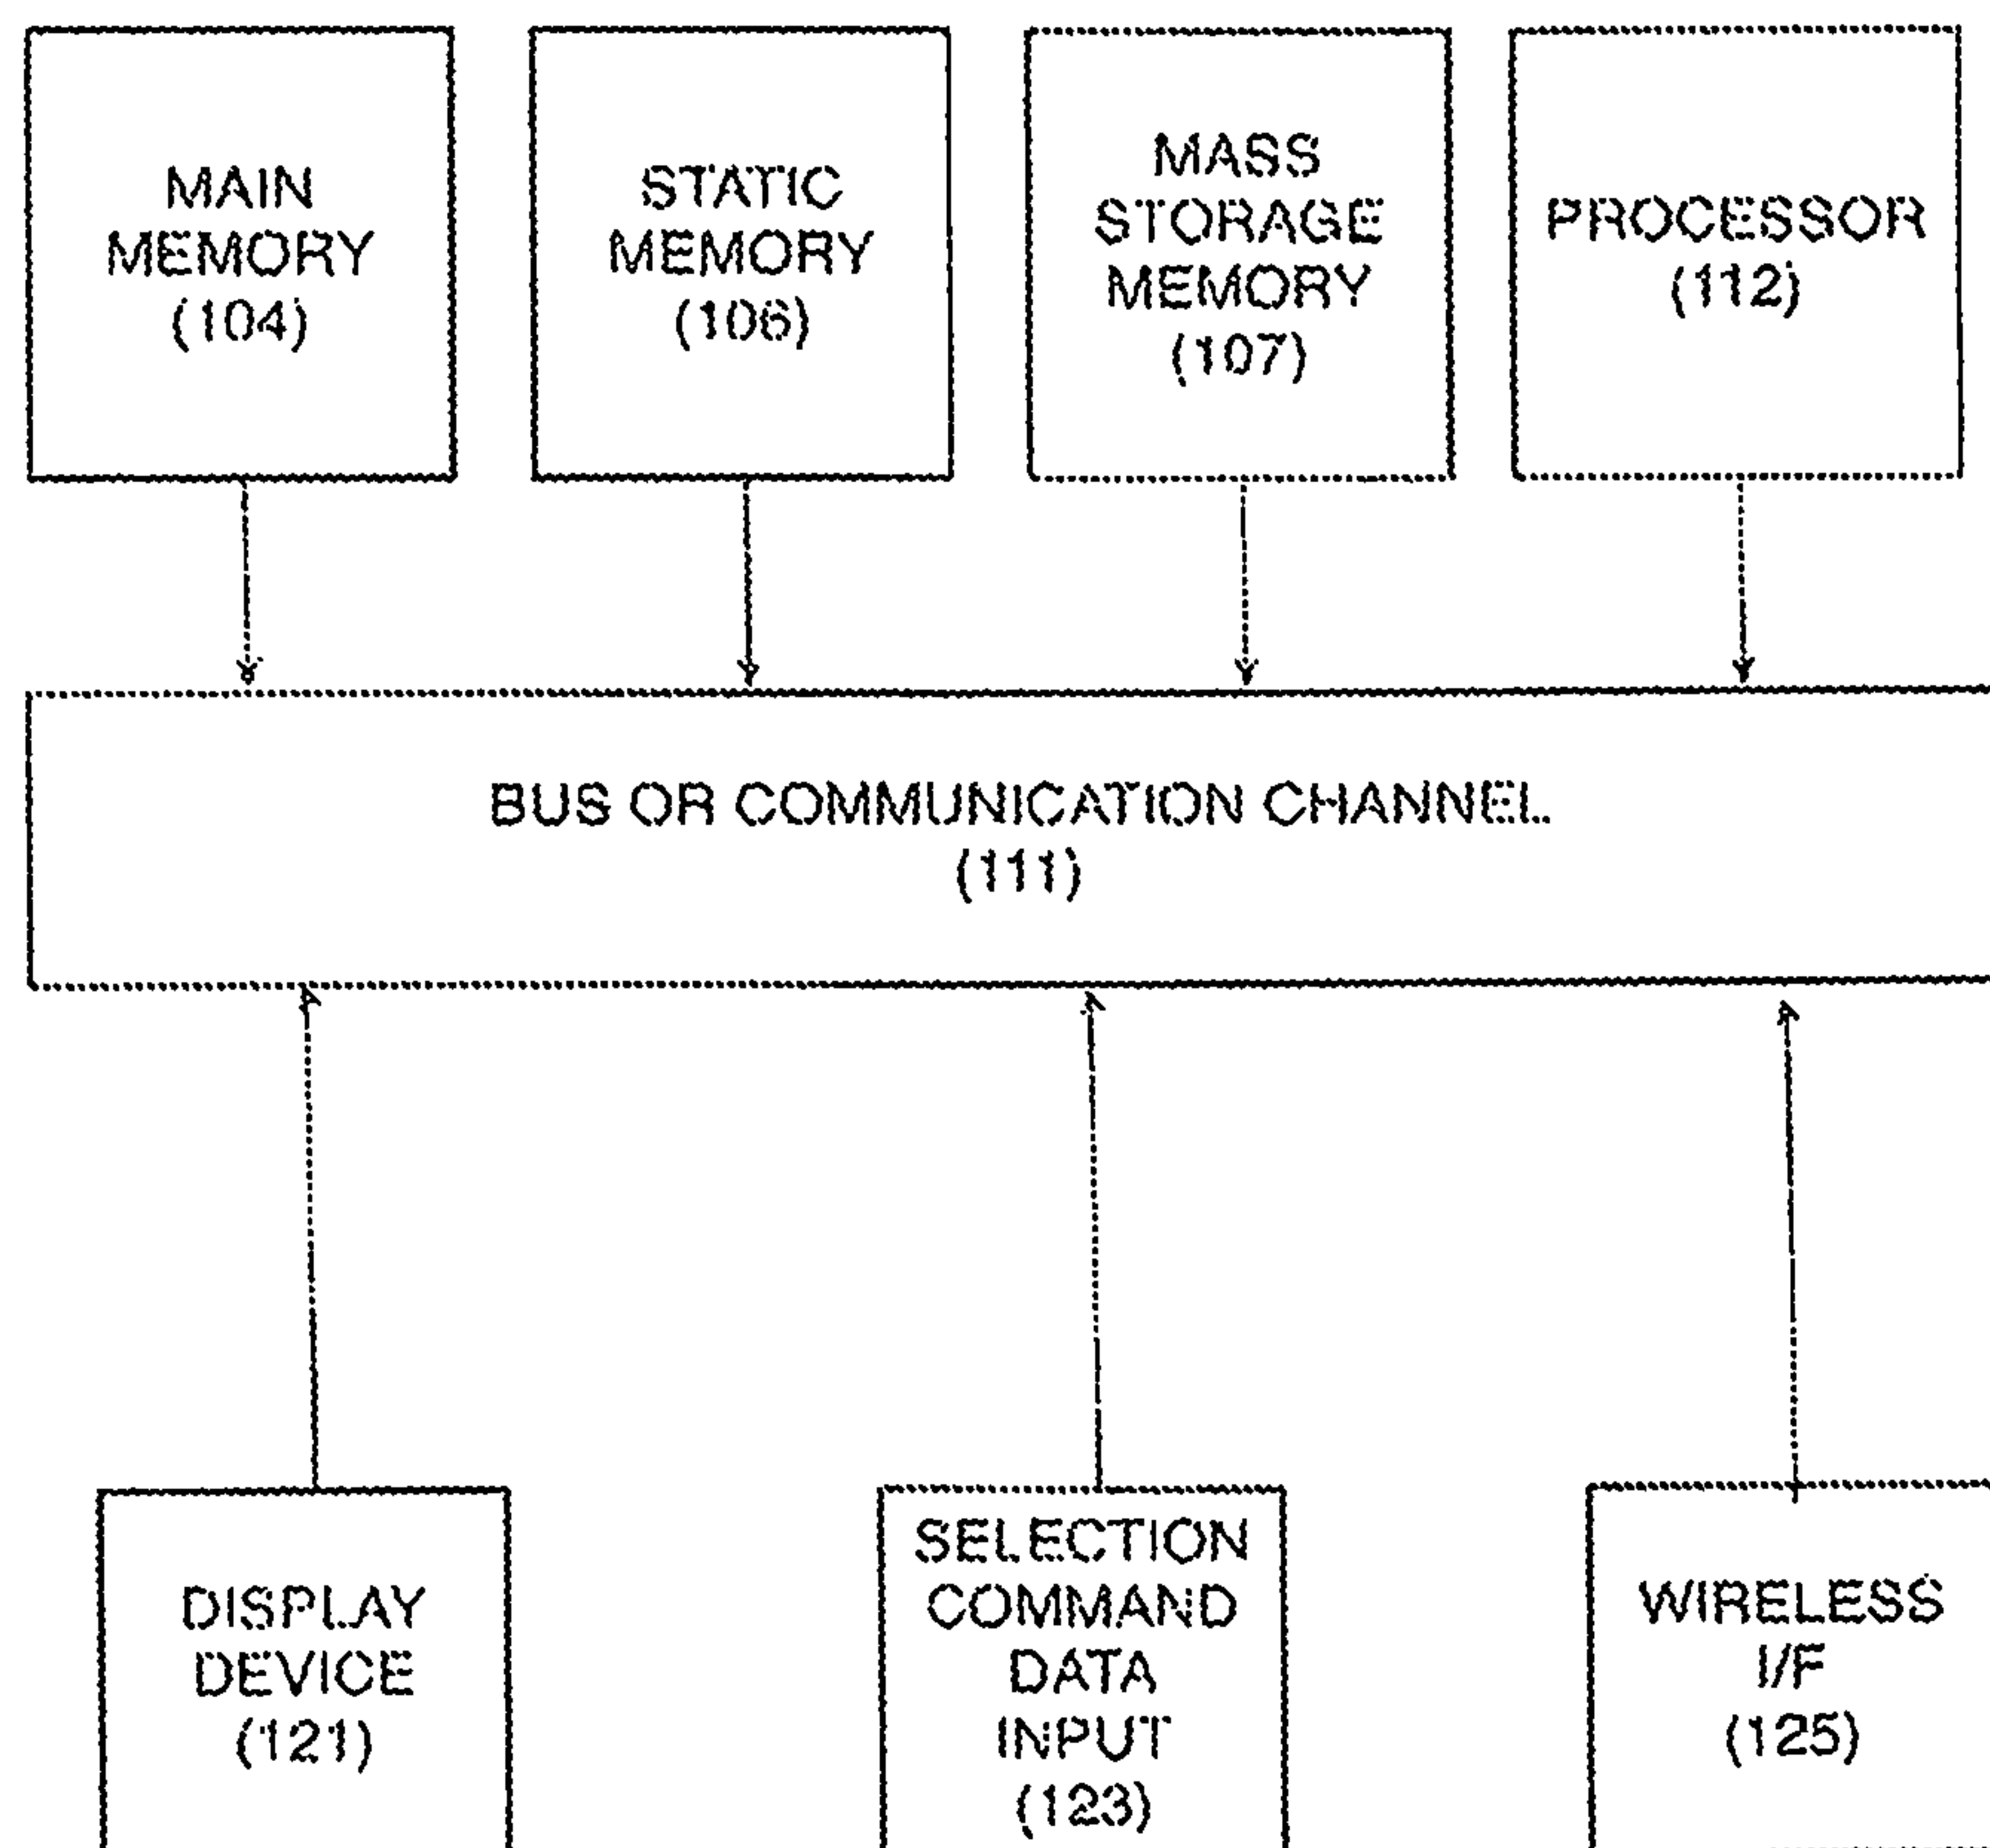 MAIN
MEMORY
(104)
STATIC
MEMORY
(106)
MASS
STORAGE
MEMORY
(107)
PROCESSOR
(112)
BUS OR COMMUNICATION CHANNEL
(111)
DISPLAY
DEVICE
(121)
SELECTION
COMMAND
DATA
INPUT
(123)
WIRELESS
I/F
(125)